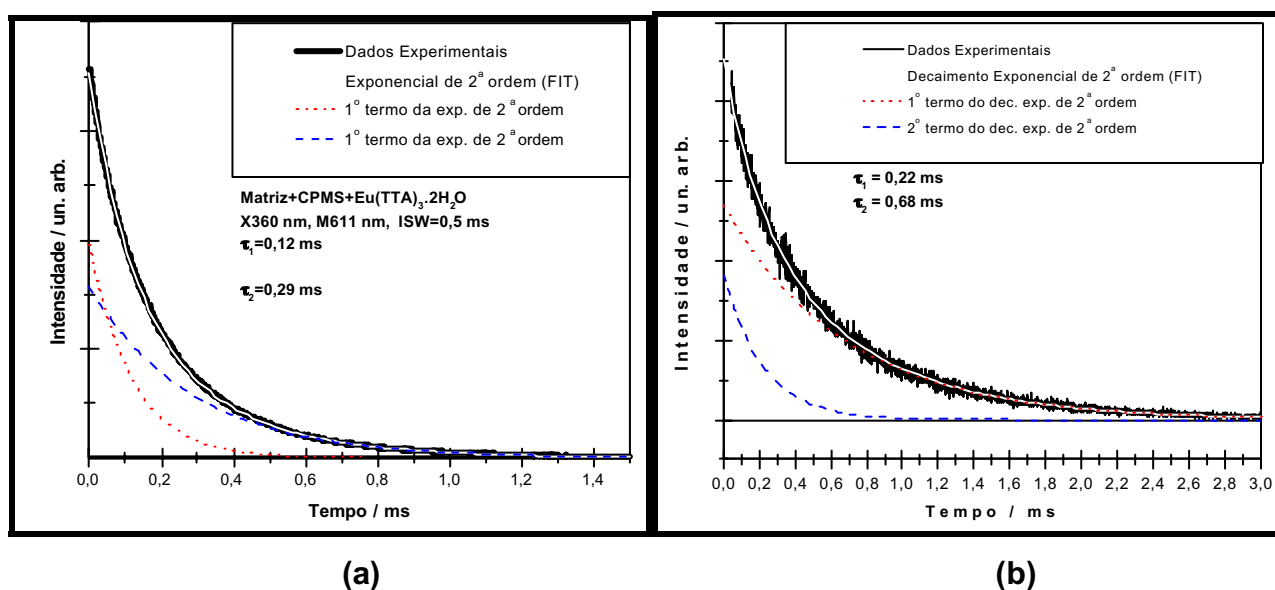 Dados Experimentais
Exponencial de 2ª ordem (FIT)
1º termo da exp. de 2ª ordem
1º termo da exp. de 2ª ordem
Matriz+CPMS+Eu(TTA)₃.2H₂O
X360 nm, M611 nm, ISW=0,5 ms
τ₁=0,12 ms
τ₂=0,29 ms
Intensidade / un. arb.
0,0 0,2 0,4 0,6 0,8 1,0 1,2 1,4
Tempo / ms
(a)
Dados Experimentais
Decaimento Exponencial de 2ª ordem (FIT)
1º termo do dec. exp. de 2ª ordem
2º termo do dec. exp. de 2ª ordem
τ₁ = 0,22 ms
τ₂ = 0,68 ms
Intensidade / un. arb.
0,0 0,2 0,4 0,6 0,8 1,0 1,2 1,4 1,6 1,8 2,0 2,2 2,4 2,6 2,8 3,0
Tempo / ms
(b)